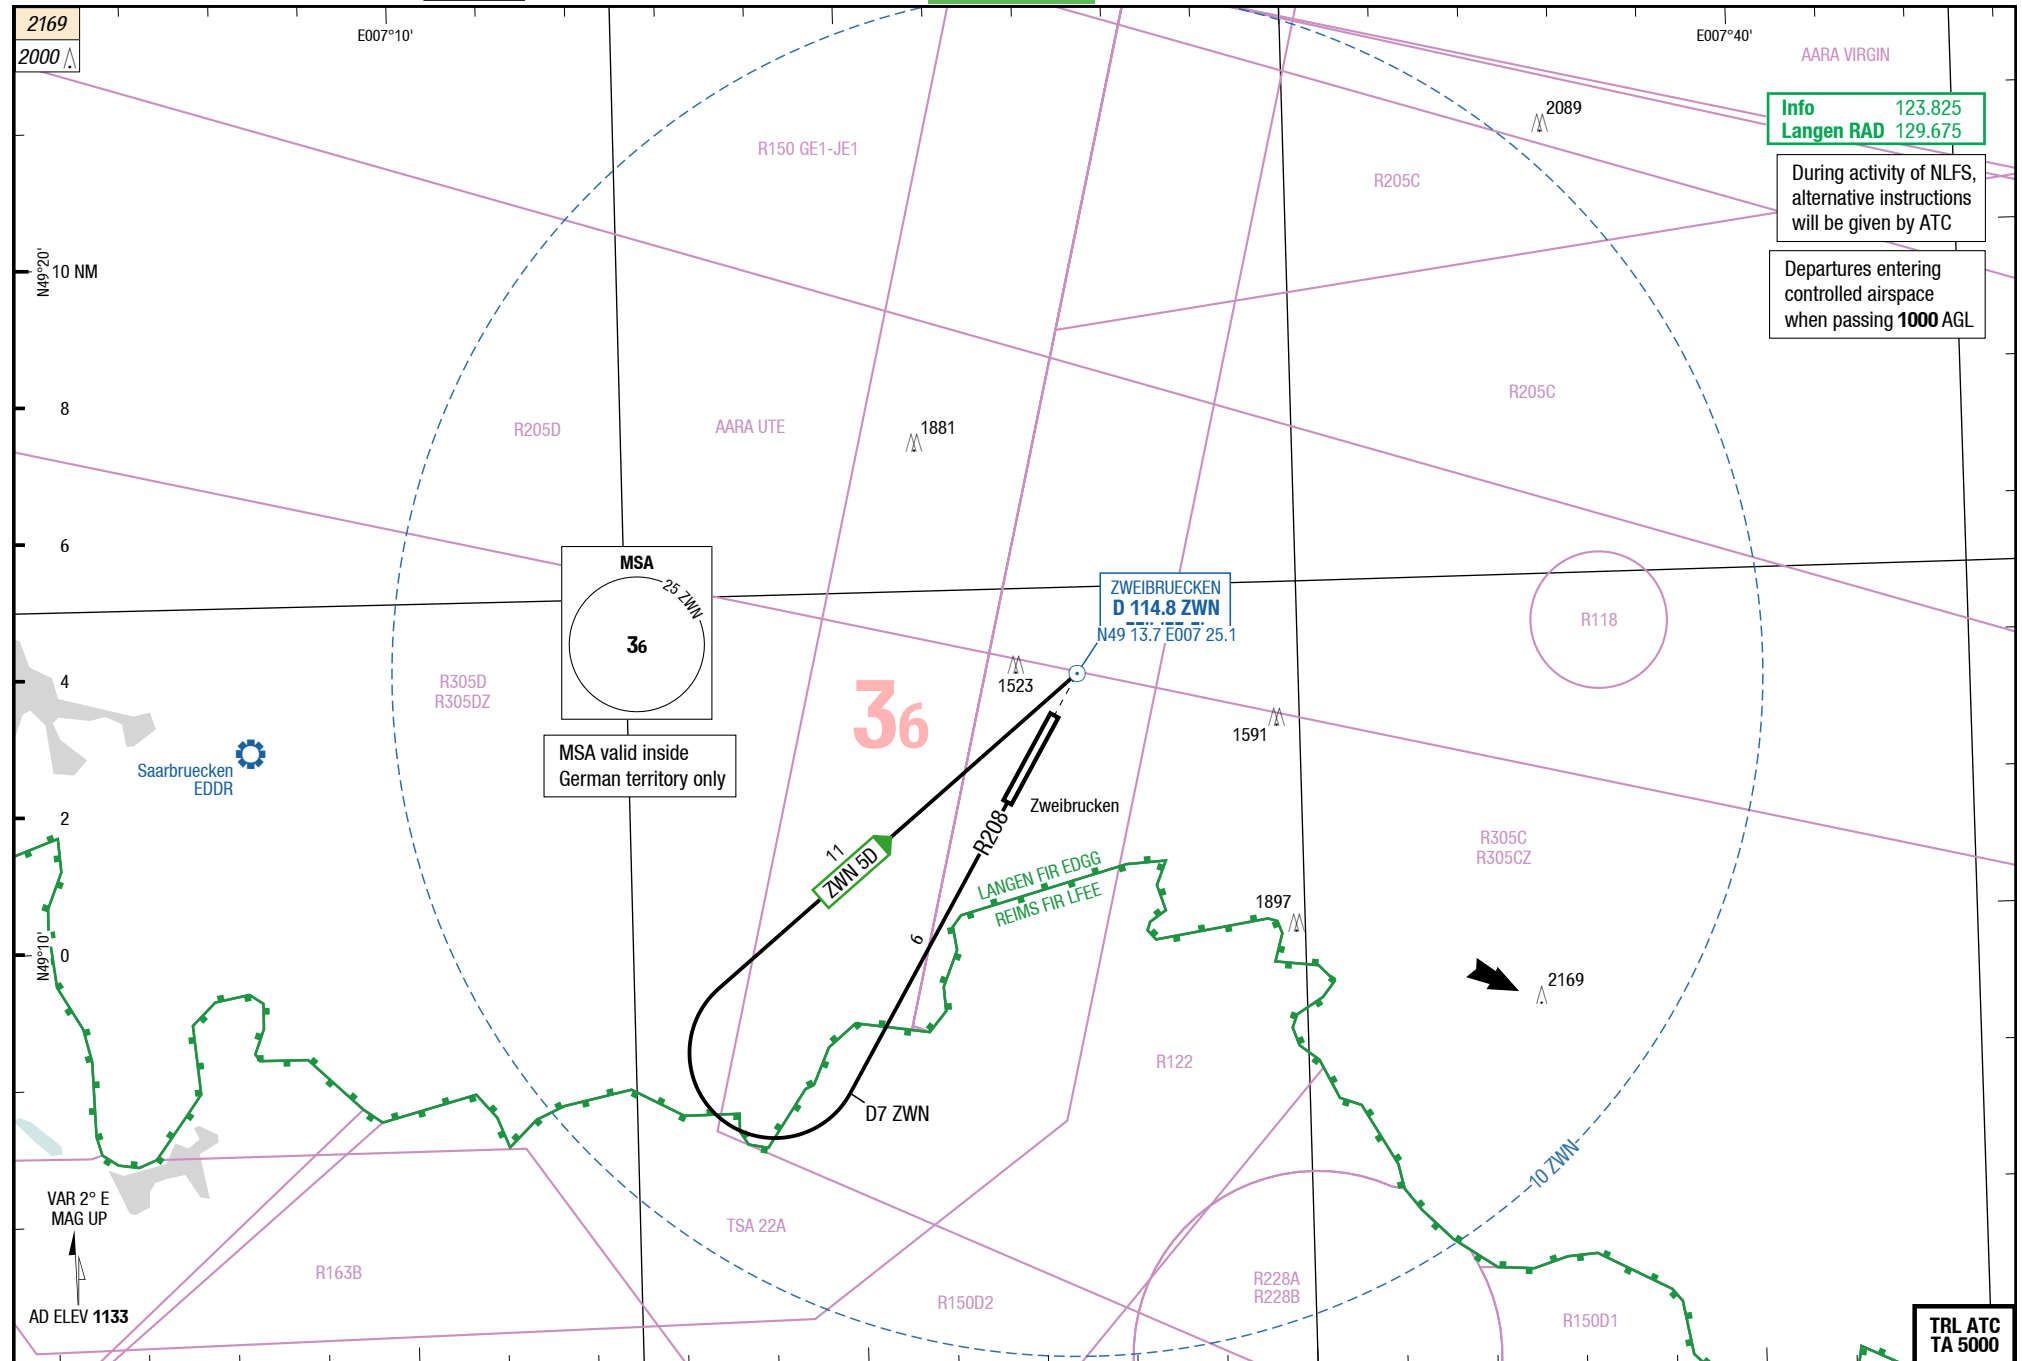 2169
2000
E007°10'
E007°40'
AARA VIRGIN
Info 123.825
Langen RAD 129.675
2089
R150 GE1-JE1
R205C
During activity of NLFS,
alternative instructions
will be given by ATC
N49°20'
10 NM
Departures entering
controlled airspace
when passing 1000 AGL
8
R205D
AARA UTE
1881
R205C
6
MSA
25 ZWN
36
ZWEIBRUECKEN
D 114.8 ZWN
N49 13.7 E007 25.1
R118
4
R305D
R305DZ
1523
36
1591
MSA valid inside
German territory only
Saarbruecken
EDDR
2
Zweibrucken
R208
11
ZWN 5D
LANGEN FIR EDGG
REIMS FIR LFEE
R305C
R305CZ
1897
6
N49°10'
0
2169
R122
D7 ZWN
10 ZWN
VAR 2° E
MAG UP
TSA 22A
R163B
R150D2
R228A
R228B
R150D1
AD ELEV 1133
TRL ATC
TA 5000